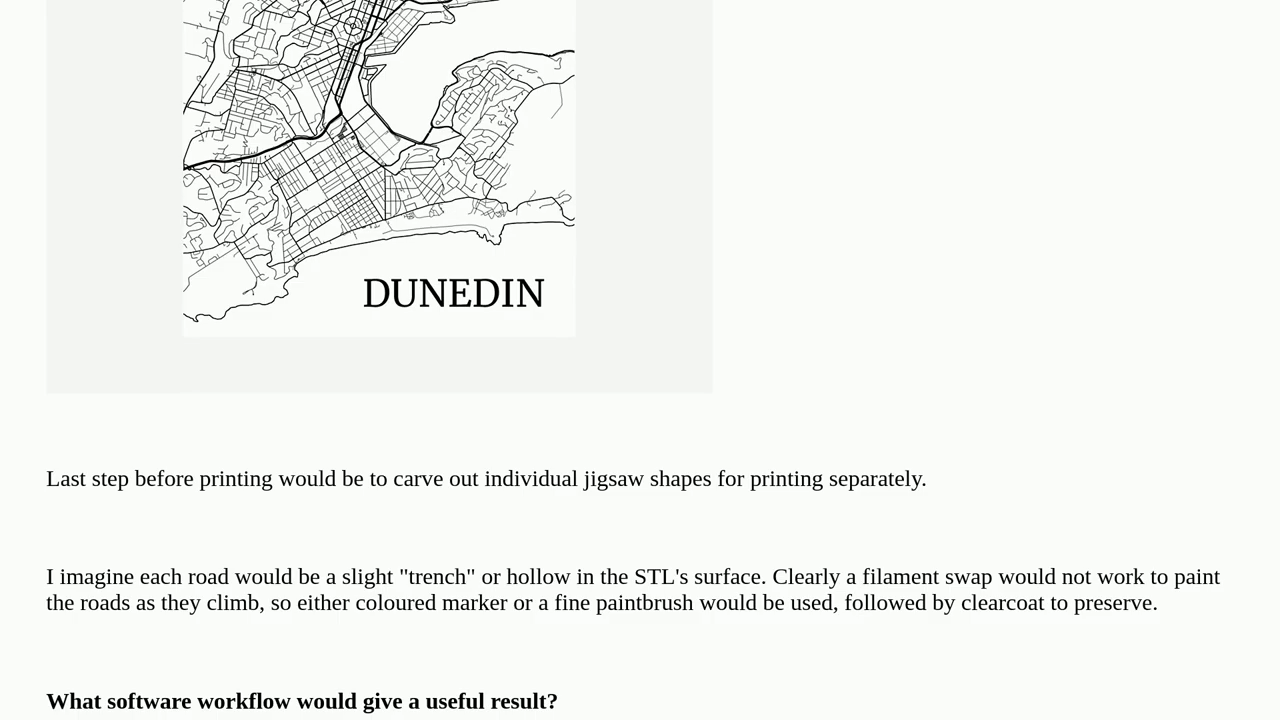 DUNEDIN
Last step before printing would be to carve out individual jigsaw shapes for printing separately.
I imagine each road would be a slight "trench" or hollow in the STL's surface. Clearly a filament swap would not work to paint
the roads as they climb, so either coloured marker or a fine paintbrush would be used, followed by clearcoat to preserve.
What software workflow would give a useful result?